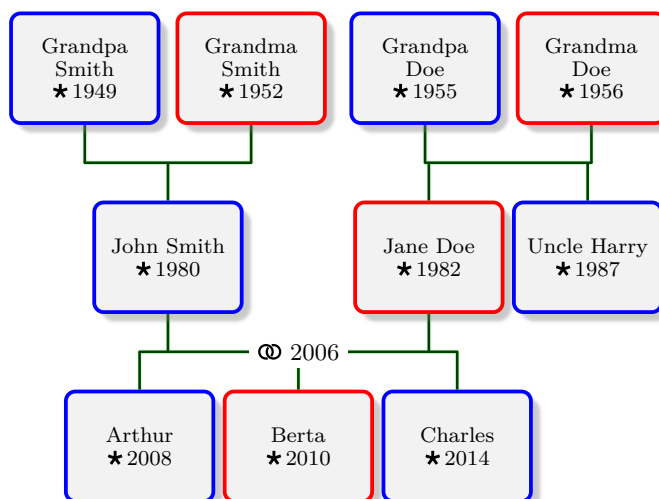 Grandpa
Smith
★ 1949
Grandma
Smith
★ 1952
Grandpa
Doe
★ 1955
Grandma
Doe
★ 1956
John Smith
★ 1980
Jane Doe
★ 1982
Uncle Harry
★ 1987
⚭ 2006
Arthur
★ 2008
Berta
★ 2010
Charles
★ 2014